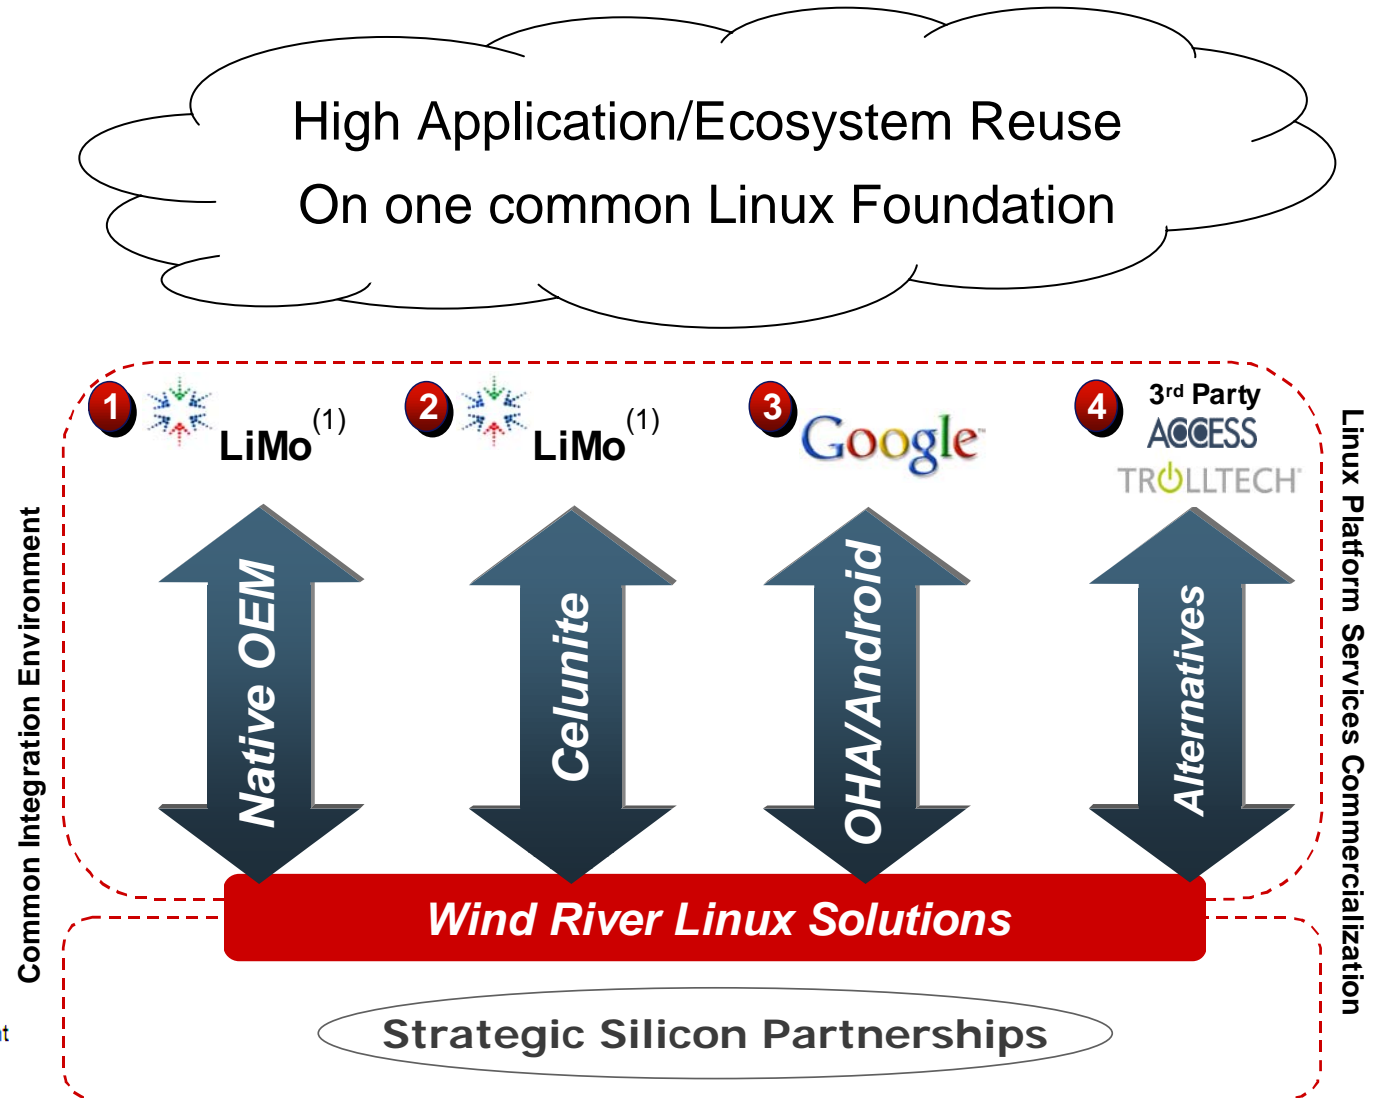 High Application/Ecosystem Reuse
On one common Linux Foundation
1
LiMo(1)
2
LiMo(1)
3
Google™
4
3rd Party
ACCESS
TROLLTECH
Native OEM
Celunite
OHA/Android
Alternatives
Common Integration Environment
Linux Platform Services Commercialization
Wind River Linux Solutions
Strategic Silicon Partnerships